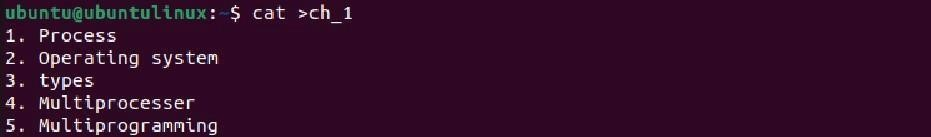 ubuntu@ubuntulinux:~$ cat >ch_1
1. Process
2. Operating system
3. types
4. Multiprocesser
5. Multiprogramming